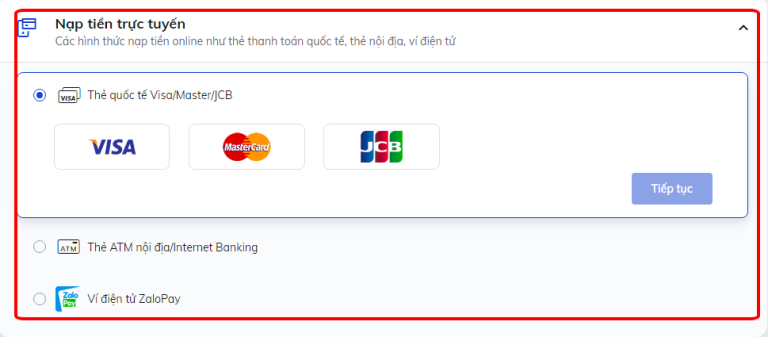 Nạp tiền trực tuyến
Các hình thức nạp tiền online như thẻ thanh toán quốc tế, thẻ nội địa, ví điện tử
VISA Thẻ quốc tế Visa/Master/JCB
VISA MasterCard JCB
Tiếp tục
ATM Thẻ ATM nội địa/Internet Banking
Zalo Pay Ví điện tử ZaloPay